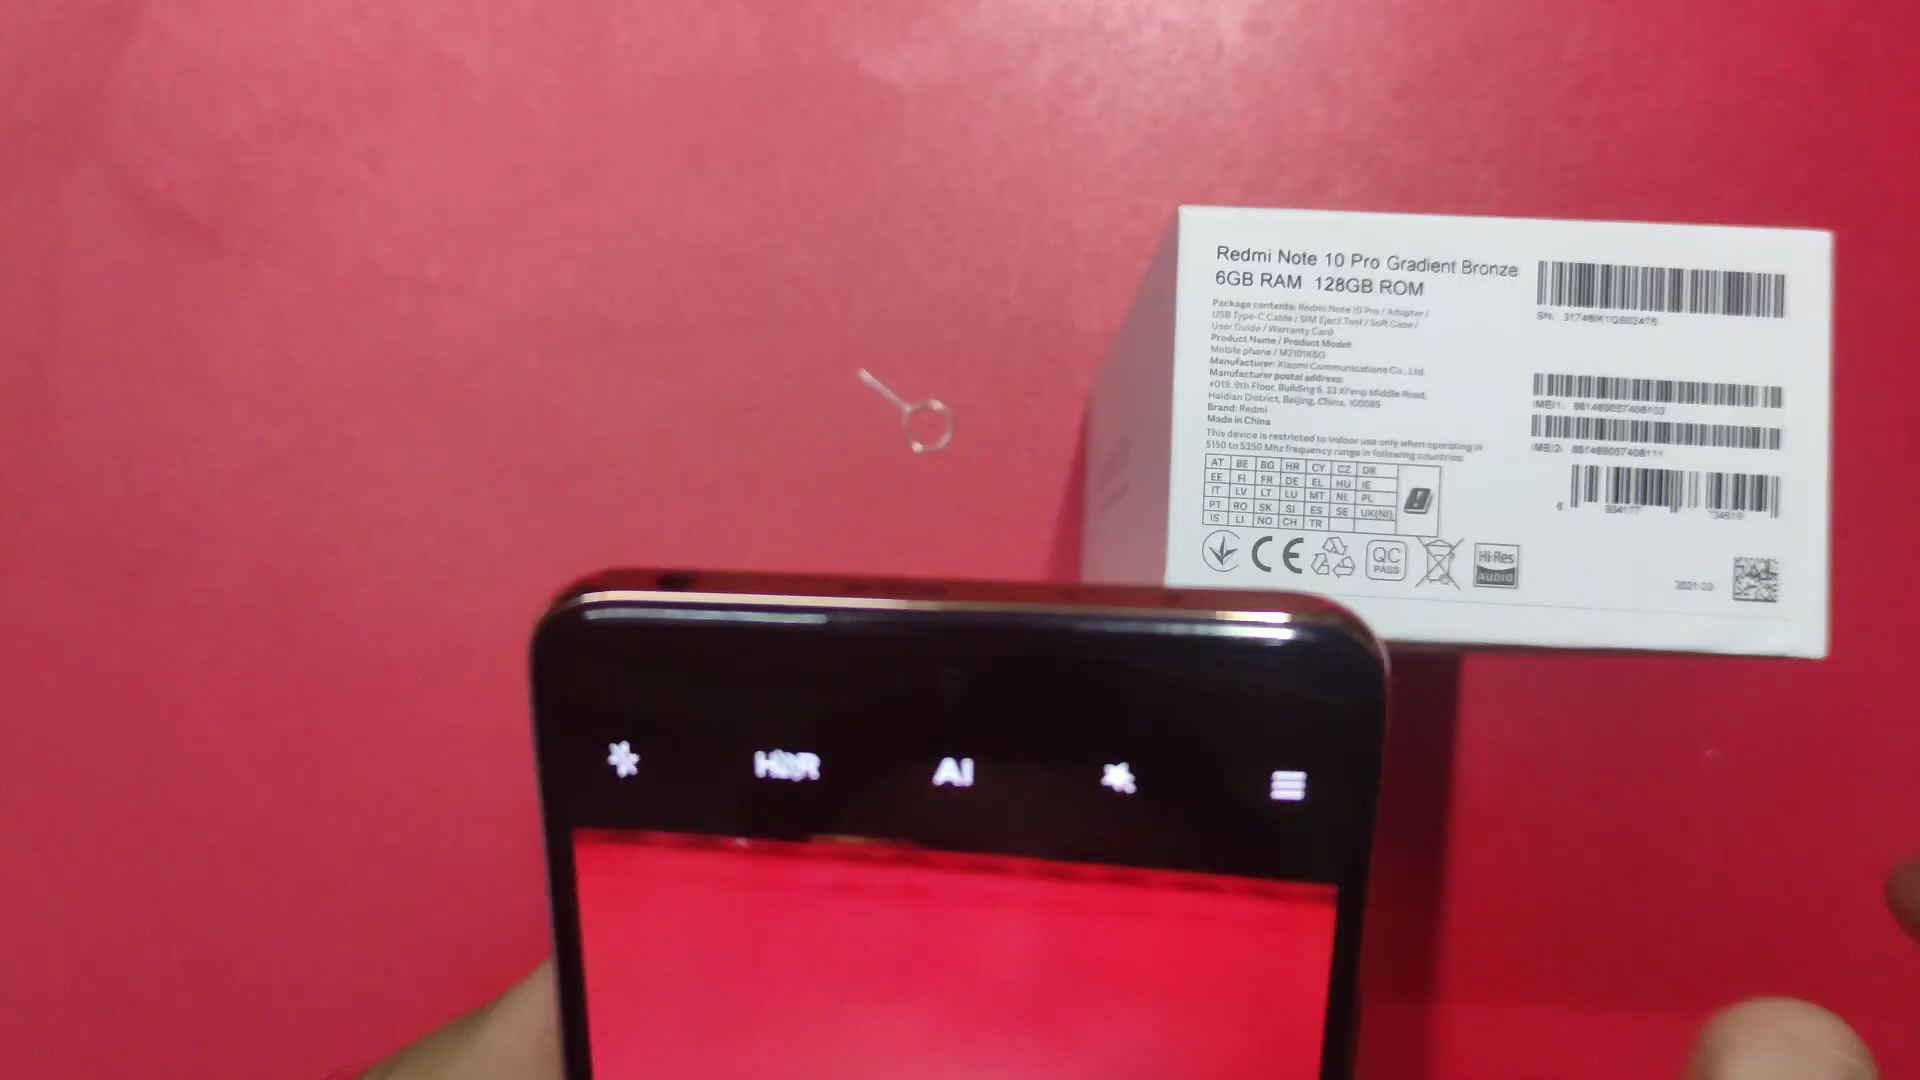 Redmi Note 10 Pro Gradient Bronze
6GB RAM 128GB ROM
Package contents: Redmi Note 10 Pro / Adapter /
USB Type-C Cable / SIM Eject Tool / Soft Case /
User Guide / Warranty Card
Product Name / Product Model:
Mobile phone / M2101K6G
Manufacturer: Xiaomi Communications Co., Ltd.
Manufacturer postal address:
#019, 9th Floor, Building 6, 33 Xi'erqi Middle Road,
Haidian District, Beijing, China, 100085
Brand: Redmi
Made in China
This device is restricted to indoor use only when operating in
5150 to 5350 Mhz frequency range in following countries:
AT BE BG HR CY CZ DK
EE FI FR DE EL HU IE
IT LV LT LU MT NL PL
PT RO SK SI ES SE UK(NI)
IS LI NO CH TR
CE
QC
PASS
Hi-Res
AUDIO
SN:
IMEI1:
IMEI2:
6
2021.03
HDR
AI